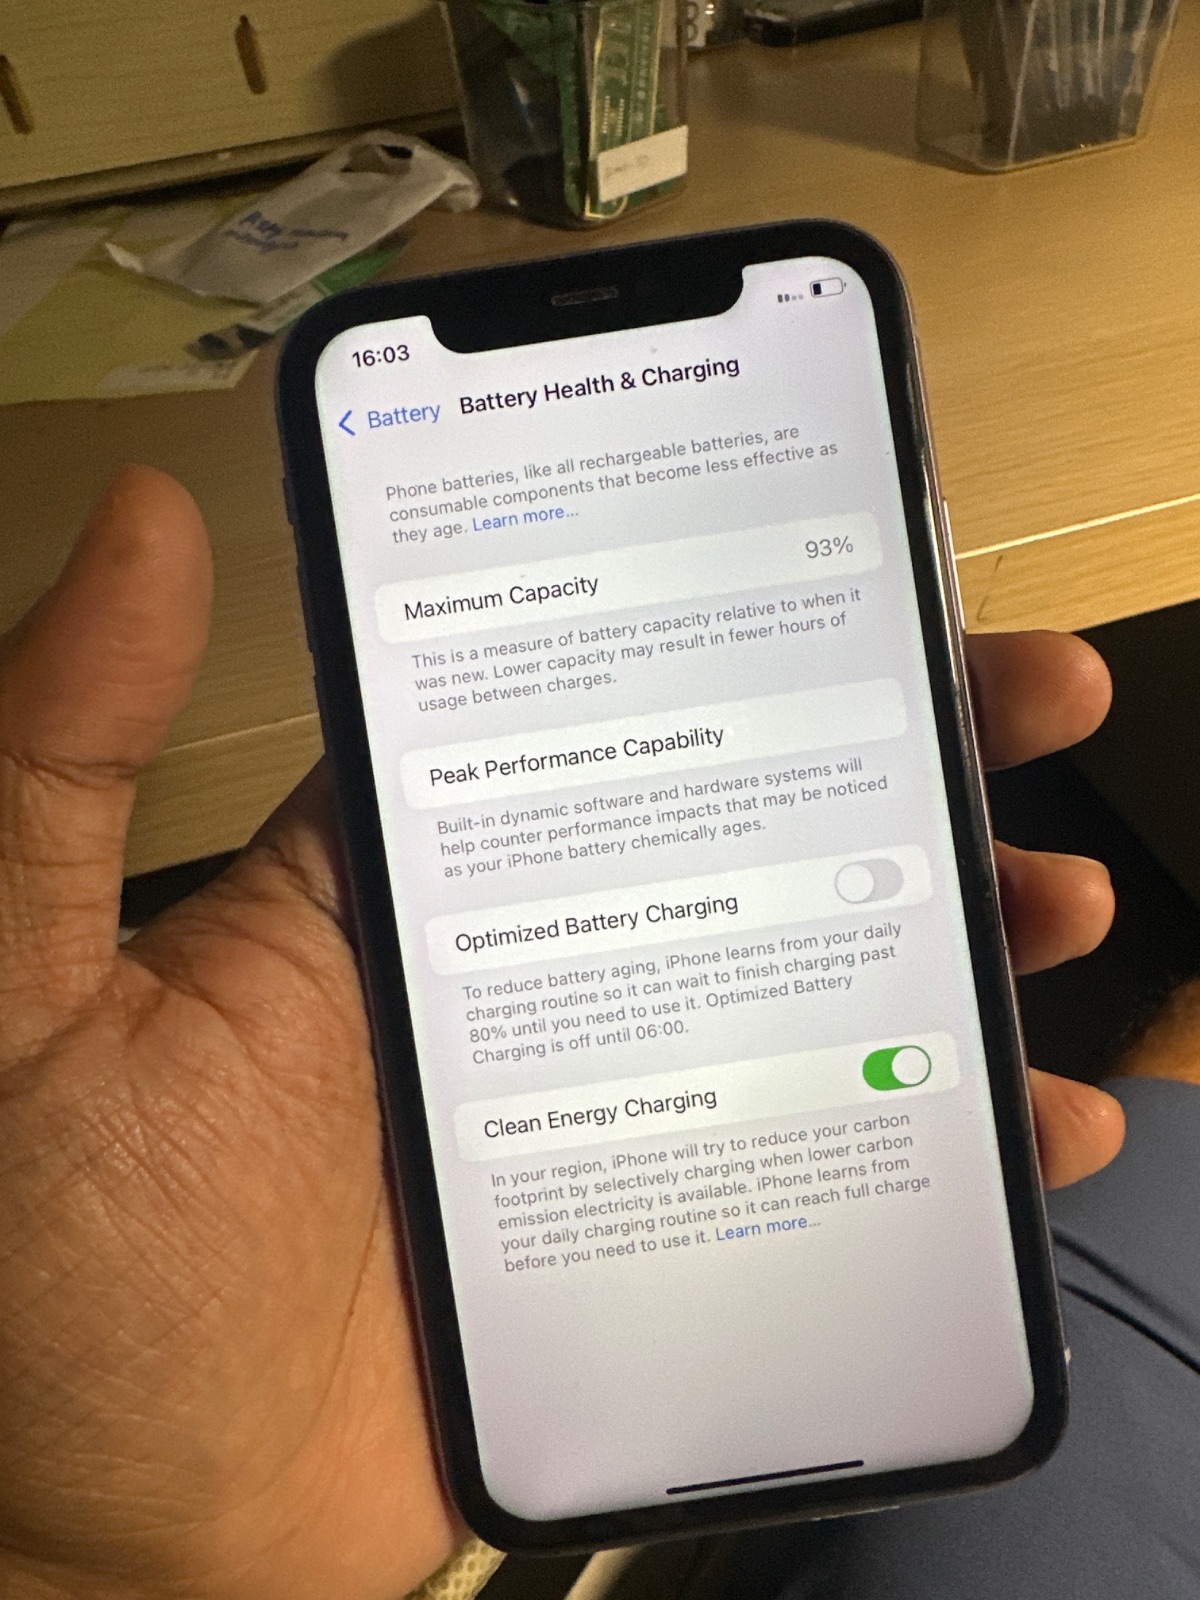 16:03
Battery
Battery Health & Charging
Phone batteries, like all rechargeable batteries, are
consumable components that become less effective as
they age. Learn more...
Maximum Capacity
93%
This is a measure of battery capacity relative to when it
was new. Lower capacity may result in fewer hours of
usage between charges.
Peak Performance Capability
Built-in dynamic software and hardware systems will
help counter performance impacts that may be noticed
as your iPhone battery chemically ages.
Optimized Battery Charging
To reduce battery aging, iPhone learns from your daily
charging routine so it can wait to finish charging past
80% until you need to use it. Optimized Battery
Charging is off until 06:00.
Clean Energy Charging
In your region, iPhone will try to reduce your carbon
footprint by selectively charging when lower carbon
emission electricity is available. iPhone learns from
your daily charging routine so it can reach full charge
before you need to use it. Learn more...